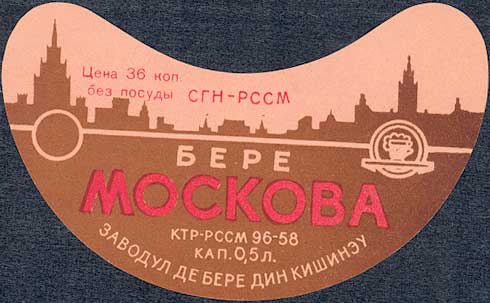 Цена 36 коп.
без посуды СГН-РССМ
БЕРЕ
МОСКОВА
КТР-РССМ 96-58
КАП. 0,5 л.
ЗАВОДУЛ ДЕ БЕРЕ ДИН КИШИНЭУ